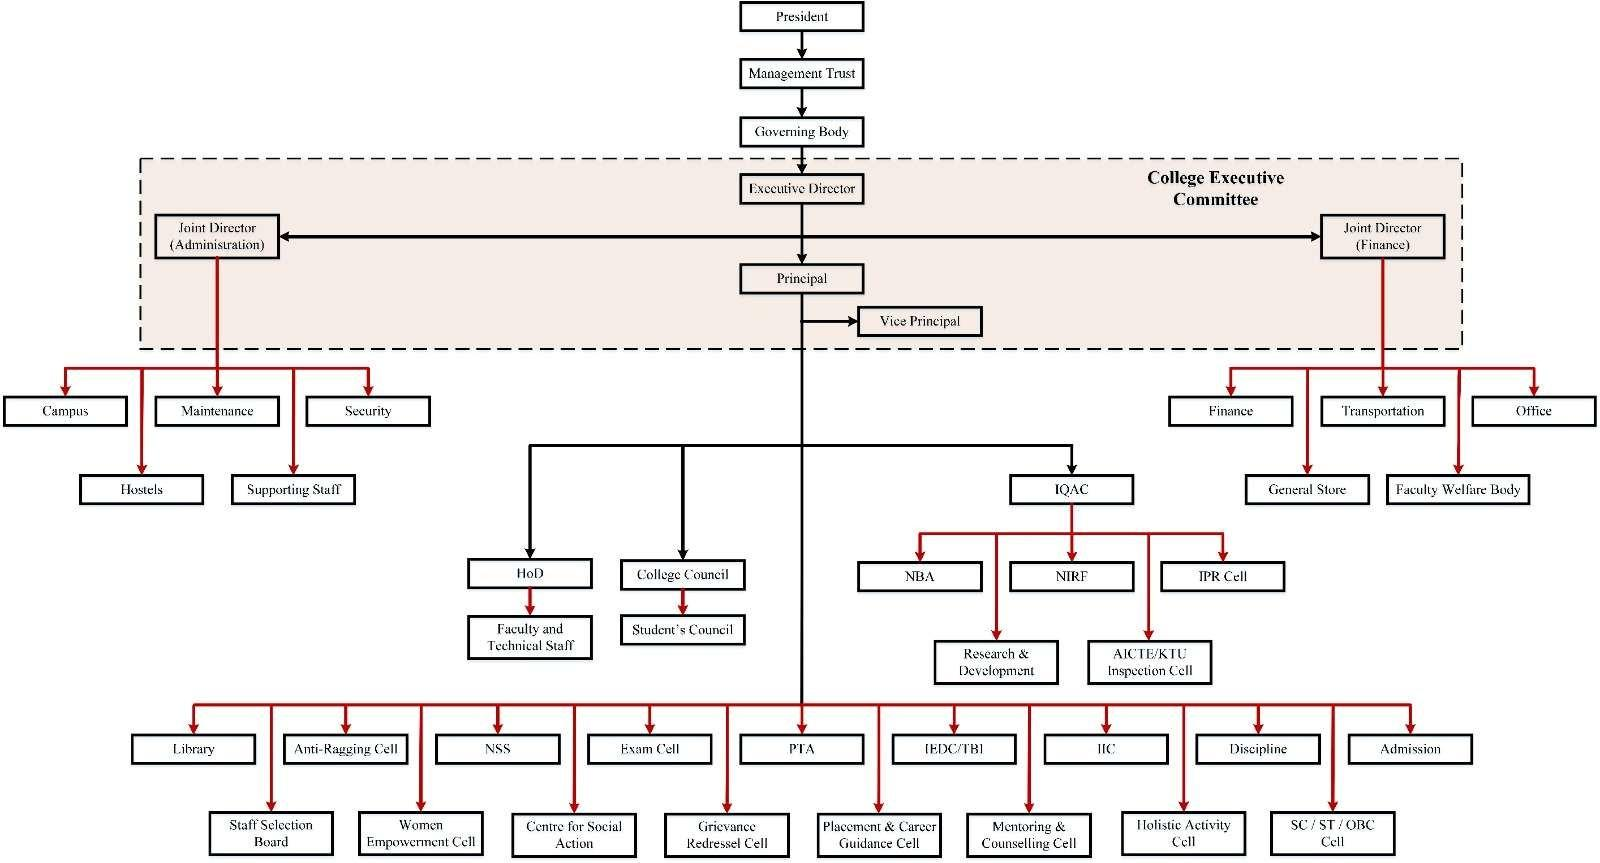 President
Management Trust
Governing Body
Executive Director
College Executive
Committee
Joint Director
(Administration)
Joint Director
(Finance)
Principal
Vice Principal
Campus
Maintenance
Security
Finance
Transportation
Office
Hostels
Supporting Staff
IQAC
General Store
Faculty Welfare Body
HoD
College Council
NBA
NIRF
IPR Cell
Faculty and
Technical Staff
Student's Council
Research &
Development
AICTE/KTU
Inspection Cell
Library
Anti-Ragging Cell
NSS
Exam Cell
PTA
IEDC/TBI
IIC
Discipline
Admission
Staff Selection
Board
Women
Empowerment Cell
Centre for Social
Action
Grievance
Redressel Cell
Placement & Career
Guidance Cell
Mentoring &
Counselling Cell
Holistic Activity
Cell
SC / ST / OBC
Cell